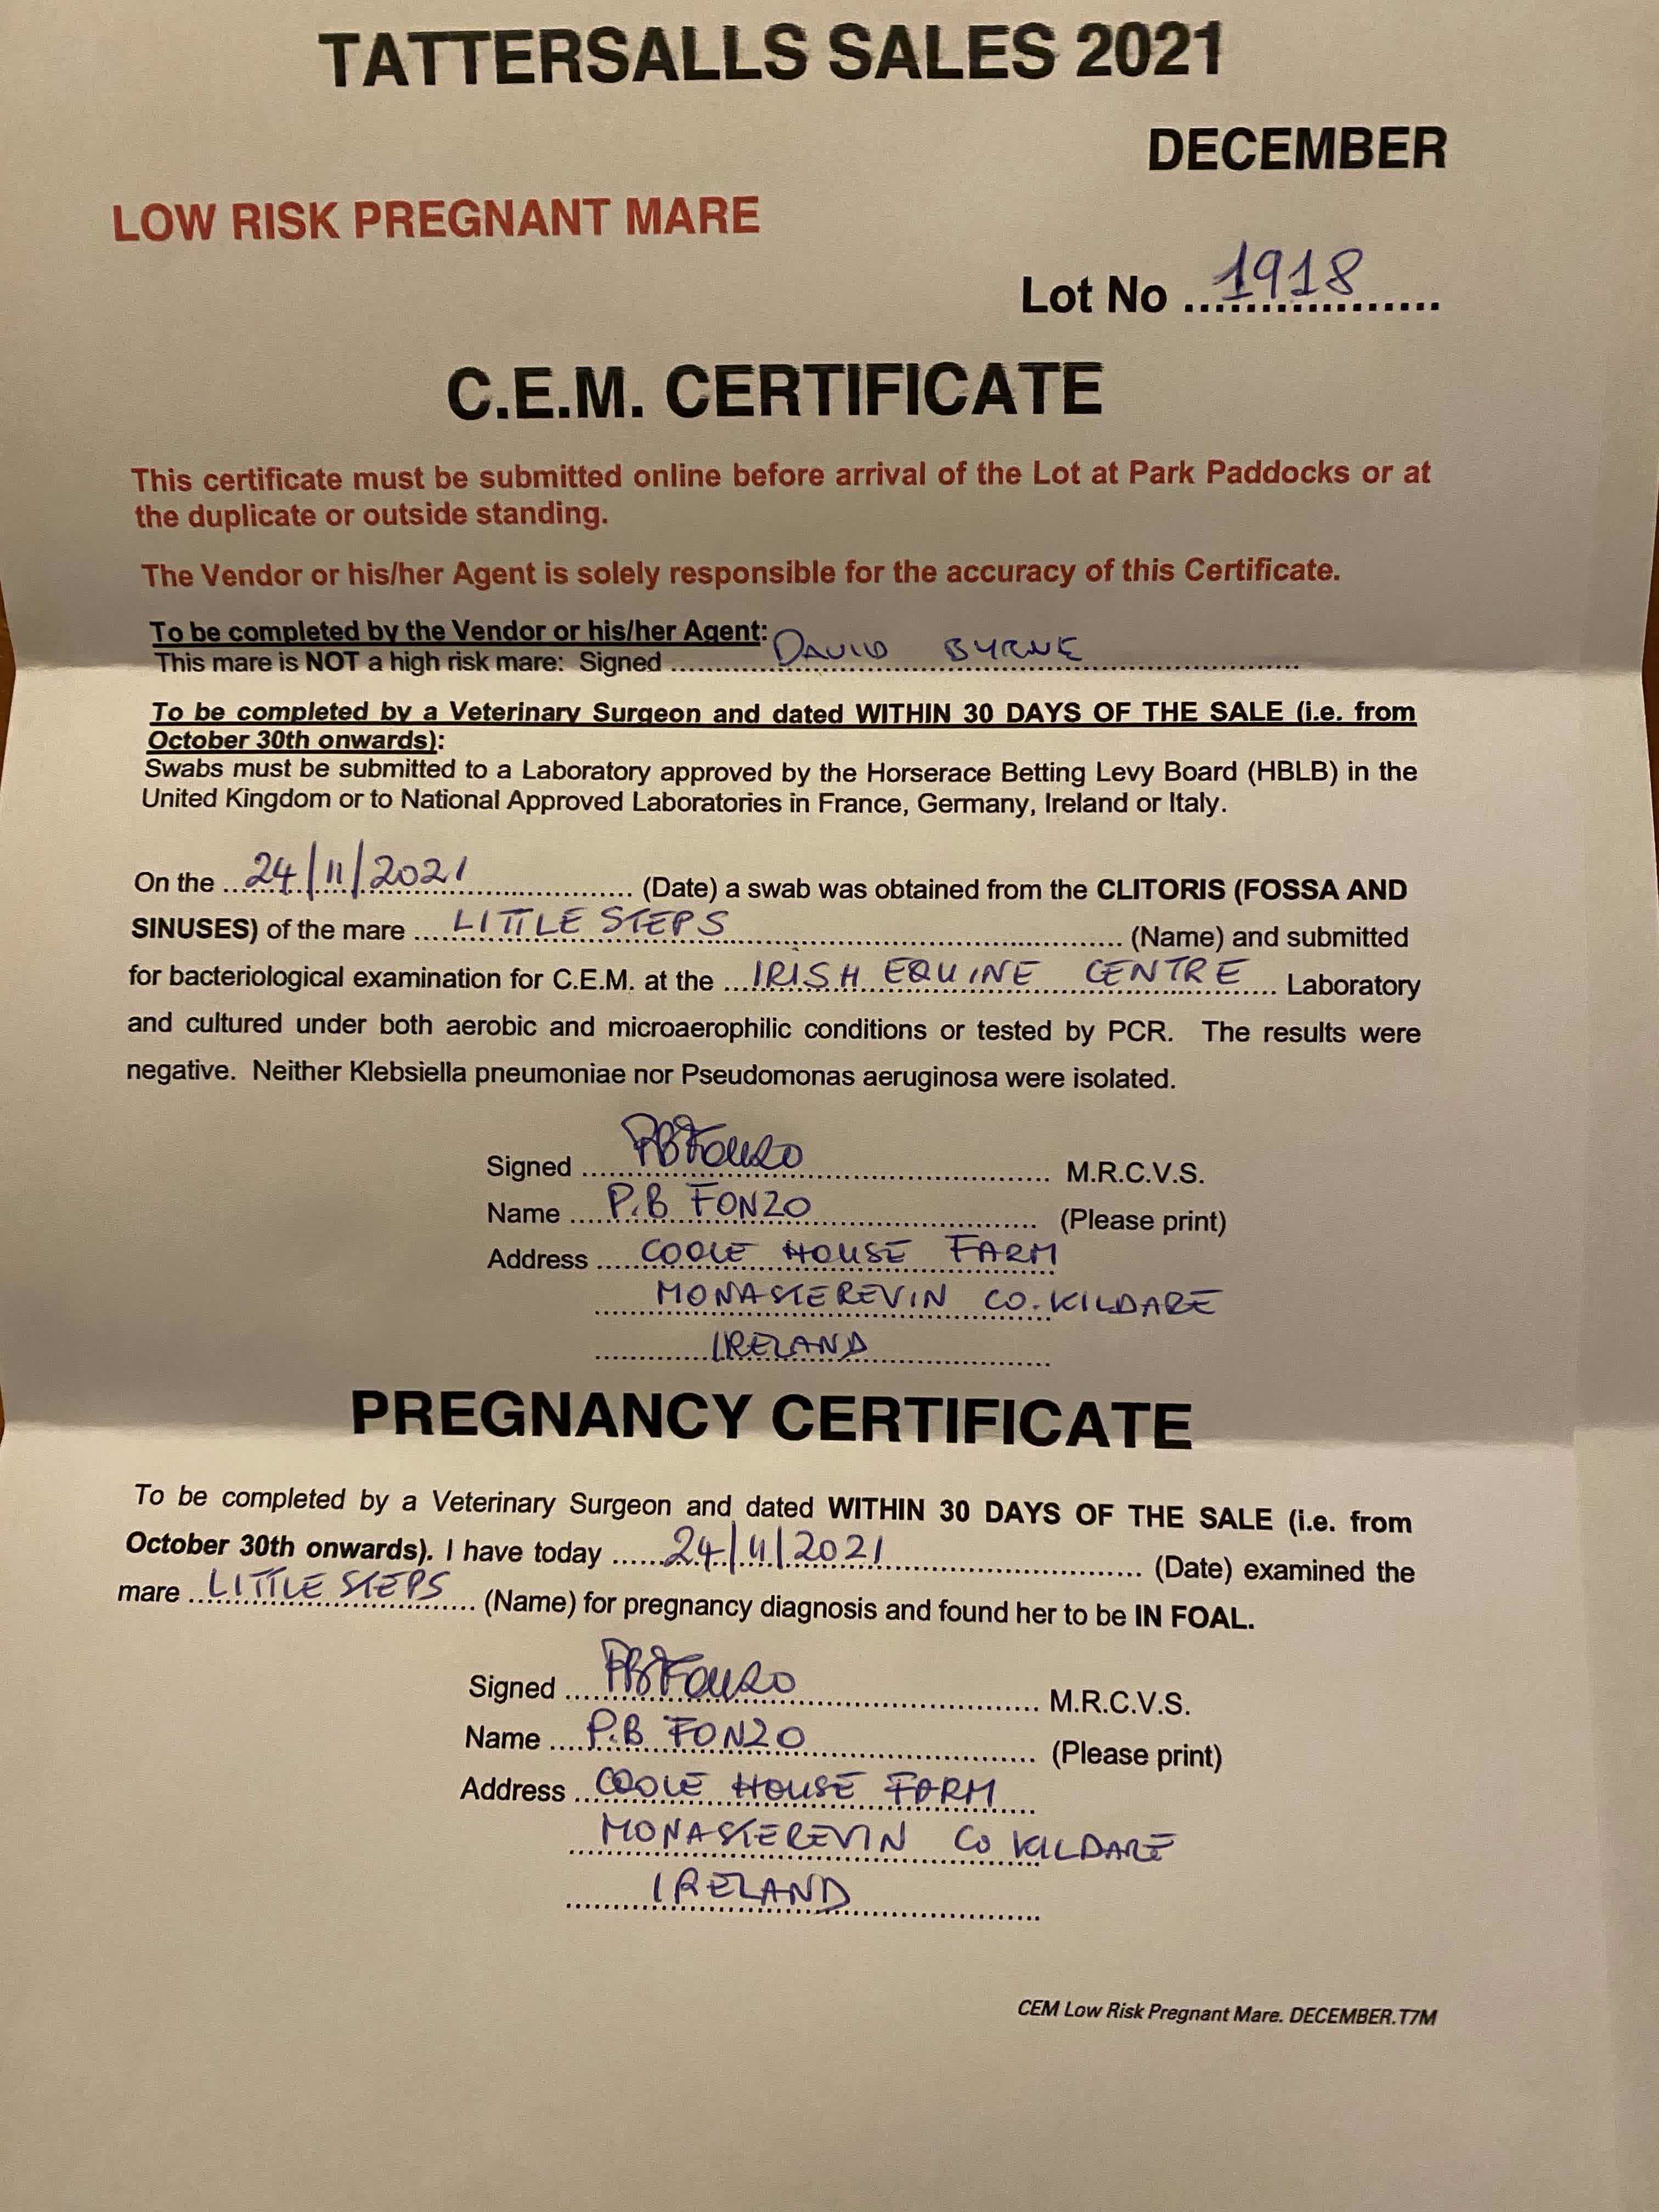 TATTERSALLS SALES 2021
DECEMBER
LOW RISK PREGNANT MARE
Lot No ...1918...
C.E.M. CERTIFICATE
This certificate must be submitted online before arrival of the Lot at Park Paddocks or at
the duplicate or outside standing.
The Vendor or his/her Agent is solely responsible for the accuracy of this Certificate.
To be completed by the Vendor or his/her Agent:
This mare is NOT a high risk mare: Signed ...DAVID BYRNE...
To be completed by a Veterinary Surgeon and dated WITHIN 30 DAYS OF THE SALE (i.e. from
October 30th onwards):
Swabs must be submitted to a Laboratory approved by the Horserace Betting Levy Board (HBLB) in the
United Kingdom or to National Approved Laboratories in France, Germany, Ireland or Italy.
On the ...24/11/2021... (Date) a swab was obtained from the CLITORIS (FOSSA AND
SINUSES) of the mare ...LITTLE STEPS... (Name) and submitted
for bacteriological examination for C.E.M. at the ...IRISH EQUINE CENTRE... Laboratory
and cultured under both aerobic and microaerophilic conditions or tested by PCR. The results were
negative. Neither Klebsiella pneumoniae nor Pseudomonas aeruginosa were isolated.
Signed ...PBFonzo... M.R.C.V.S.
Name ...P.B FONZO... (Please print)
Address ...COOLE HOUSE FARM
MONASTEREVIN CO. KILDARE
IRELAND
PREGNANCY CERTIFICATE
To be completed by a Veterinary Surgeon and dated WITHIN 30 DAYS OF THE SALE (i.e. from
October 30th onwards). I have today ...24/11/2021... (Date) examined the
mare ...LITTLE STEPS... (Name) for pregnancy diagnosis and found her to be IN FOAL.
Signed ...PBFonzo... M.R.C.V.S.
Name ...P.B FONZO... (Please print)
Address ...COOLE HOUSE FARM
MONASTEREVIN CO KILDARE
IRELAND
CEM Low Risk Pregnant Mare. DECEMBER.T7M